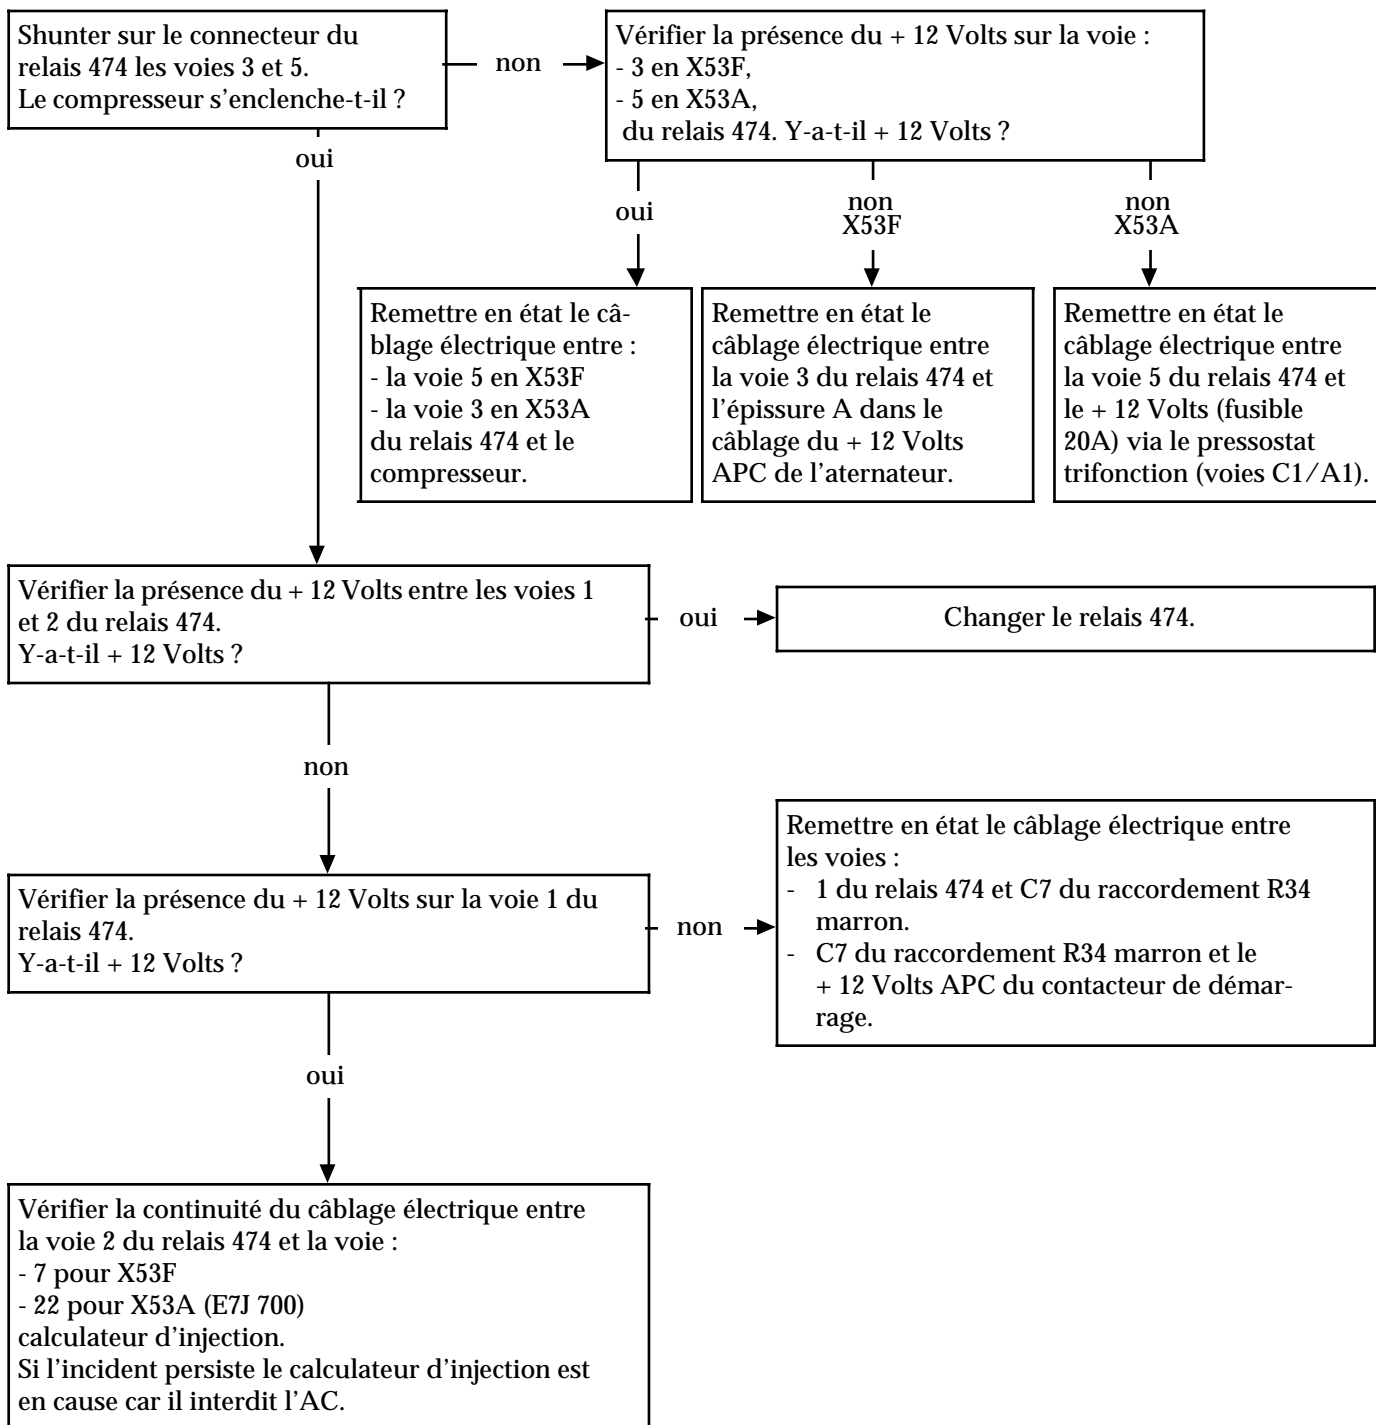 Shunter sur le connecteur du
relais 474 les voies 3 et 5.
Le compresseur s'enclenche-t-il ?
non
Vérifier la présence du + 12 Volts sur la voie :
- 3 en X53F,
- 5 en X53A,
du relais 474. Y-a-t-il + 12 Volts ?
oui
oui
non
X53F
non
X53A
Remettre en état le câ-
blage électrique entre :
- la voie 5 en X53F
- la voie 3 en X53A
du relais 474 et le
compresseur.
Remettre en état le
câblage électrique entre
la voie 3 du relais 474 et
l'épissure A dans le
câblage du + 12 Volts
APC de l'aternateur.
Remettre en état le
câblage électrique entre
la voie 5 du relais 474 et
le + 12 Volts (fusible
20A) via le pressostat
trifonction (voies C1/A1).
Vérifier la présence du + 12 Volts entre les voies 1
et 2 du relais 474.
Y-a-t-il + 12 Volts ?
oui
Changer le relais 474.
non
Vérifier la présence du + 12 Volts sur la voie 1 du
relais 474.
Y-a-t-il + 12 Volts ?
non
Remettre en état le câblage électrique entre
les voies :
- 1 du relais 474 et C7 du raccordement R34
marron.
- C7 du raccordement R34 marron et le
+ 12 Volts APC du contacteur de démar-
rage.
oui
Vérifier la continuité du câblage électrique entre
la voie 2 du relais 474 et la voie :
- 7 pour X53F
- 22 pour X53A (E7J 700)
calculateur d'injection.
Si l'incident persiste le calculateur d'injection est
en cause car il interdit l'AC.